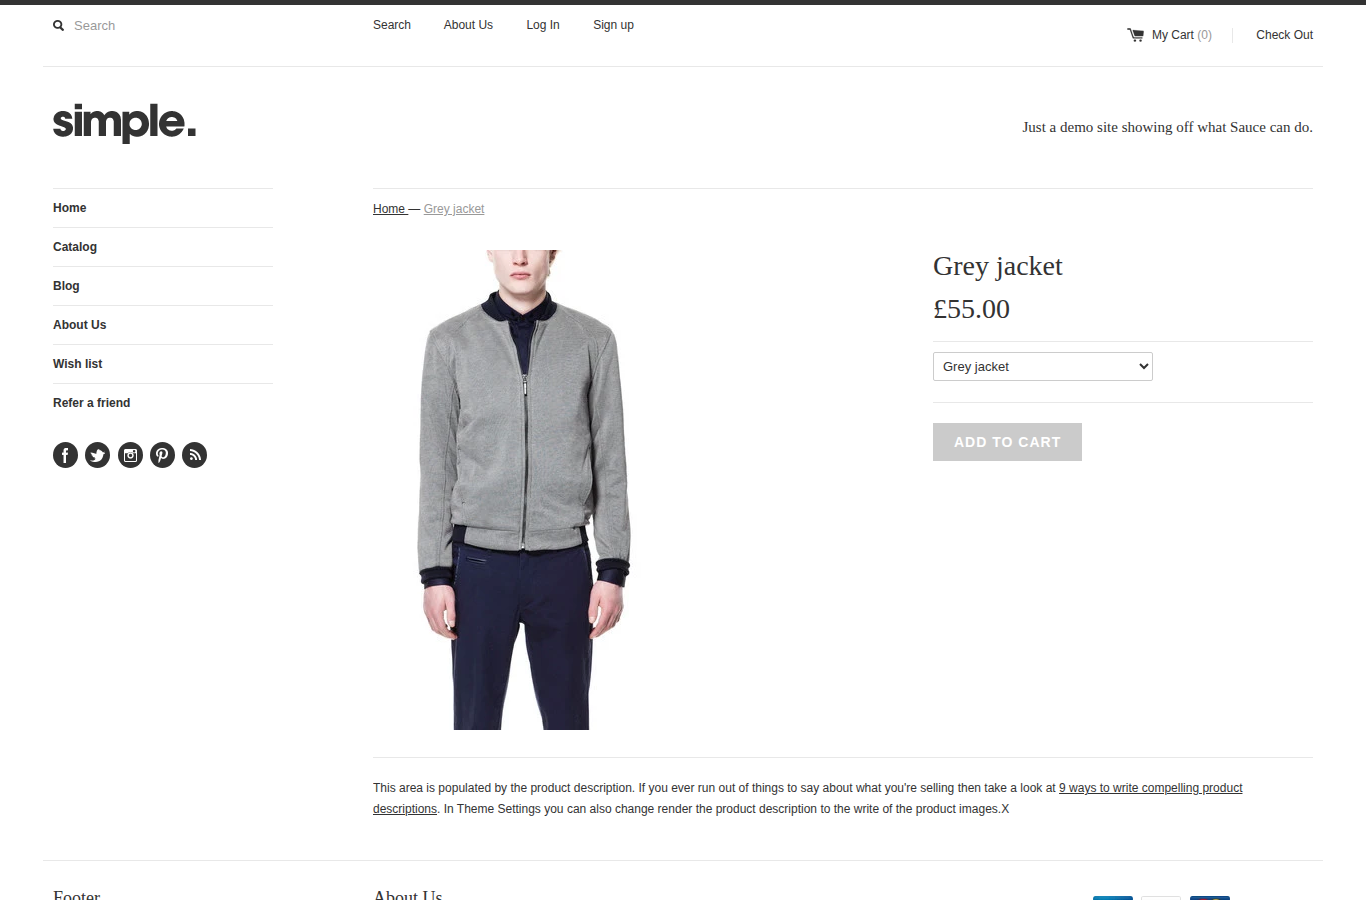 Search
Search
About Us
Log In
Sign up
My Cart (0)
Check Out
simple.
Just a demo site showing off what Sauce can do.
Home
Catalog
Blog
About Us
Wish list
Refer a friend
Home — Grey jacket
Grey jacket
£55.00
Grey jacket
ADD TO CART
This area is populated by the product description. If you ever run out of things to say about what you're selling then take a look at 9 ways to write compelling product
descriptions. In Theme Settings you can also change render the product description to the write of the product images.X
Footer
About Us